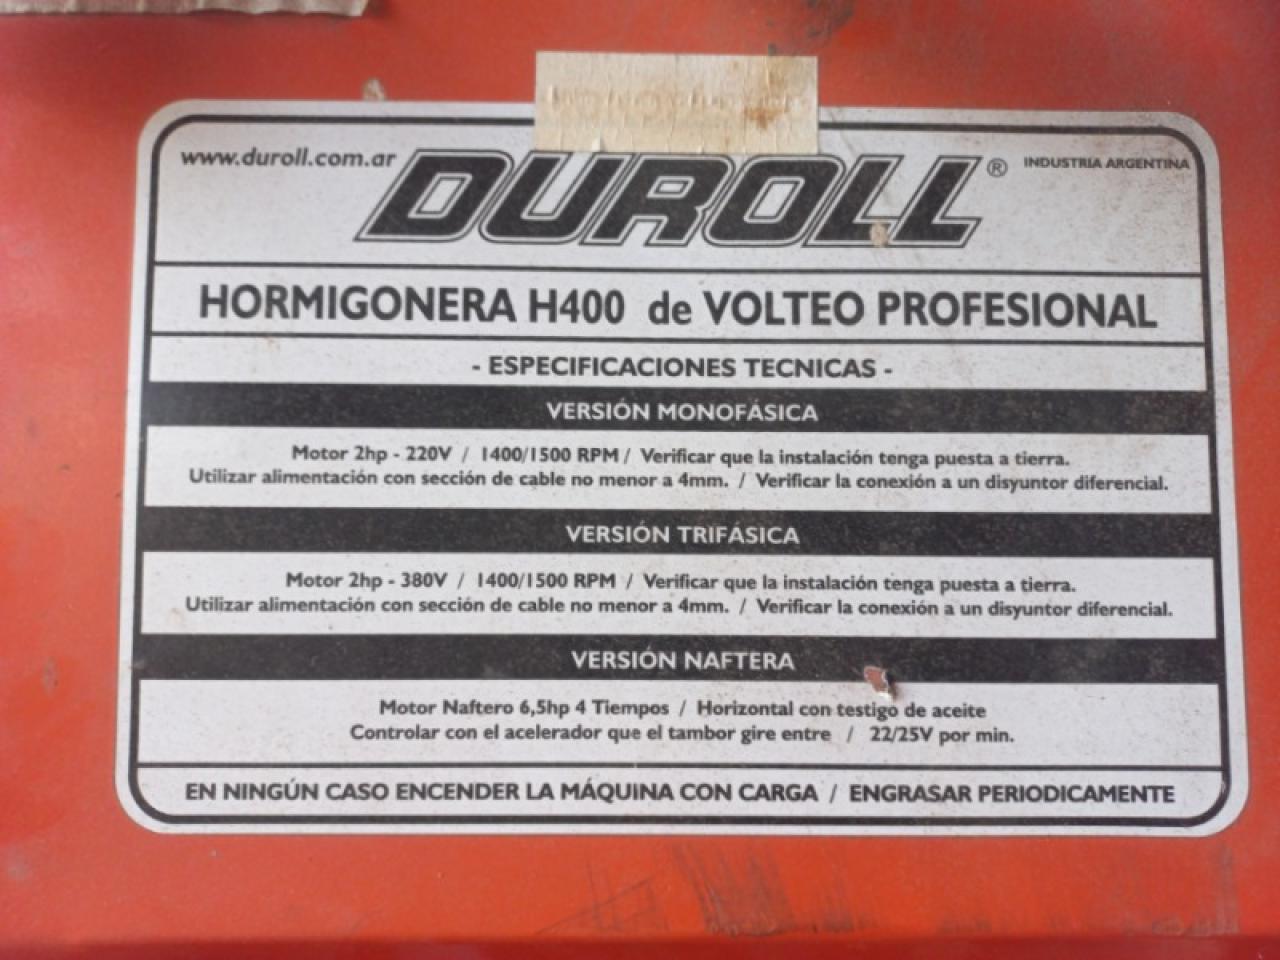 www.duroll.com.ar
DUROLL®
INDUSTRIA ARGENTINA
HORMIGONERA H400 de VOLTEO PROFESIONAL
- ESPECIFICACIONES TECNICAS -
VERSIÓN MONOFÁSICA
Motor 2hp - 220V / 1400/1500 RPM / Verificar que la instalación tenga puesta a tierra.
Utilizar alimentación con sección de cable no menor a 4mm. / Verificar la conexión a un disyuntor diferencial.
VERSIÓN TRIFÁSICA
Motor 2hp - 380V / 1400/1500 RPM / Verificar que la instalación tenga puesta a tierra.
Utilizar alimentación con sección de cable no menor a 4mm. / Verificar la conexión a un disyuntor diferencial.
VERSIÓN NAFTERA
Motor Naftero 6,5hp 4 Tiempos / Horizontal con testigo de aceite
Controlar con el acelerador que el tambor gire entre / 22/25V por min.
EN NINGÚN CASO ENCENDER LA MÁQUINA CON CARGA / ENGRASAR PERIODICAMENTE